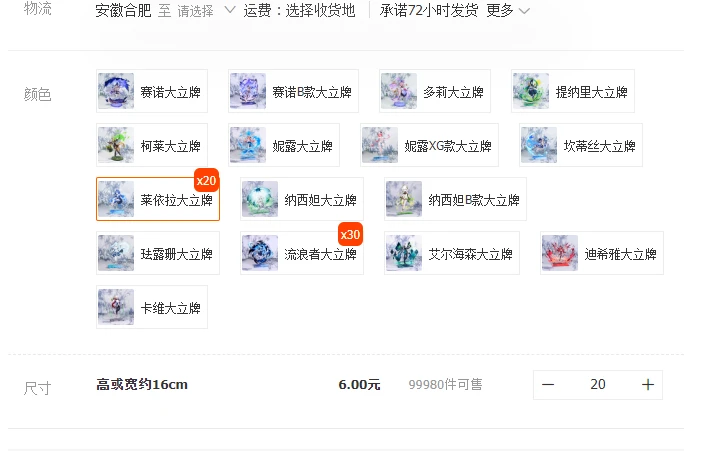 物流 安徽合肥 至 请选择 运费：选择收货地 承诺72小时发货 更多
颜色 赛诺大立牌 赛诺B款大立牌 多莉大立牌 提纳里大立牌
柯莱大立牌 妮露大立牌 妮露XG款大立牌 坎蒂丝大立牌
x20
莱依拉大立牌 纳西妲大立牌 纳西妲B款大立牌
x30
珐露珊大立牌 流浪者大立牌 艾尔海森大立牌 迪希雅大立牌
卡维大立牌
尺寸 高或宽约16cm 6.00元 99980件可售 20